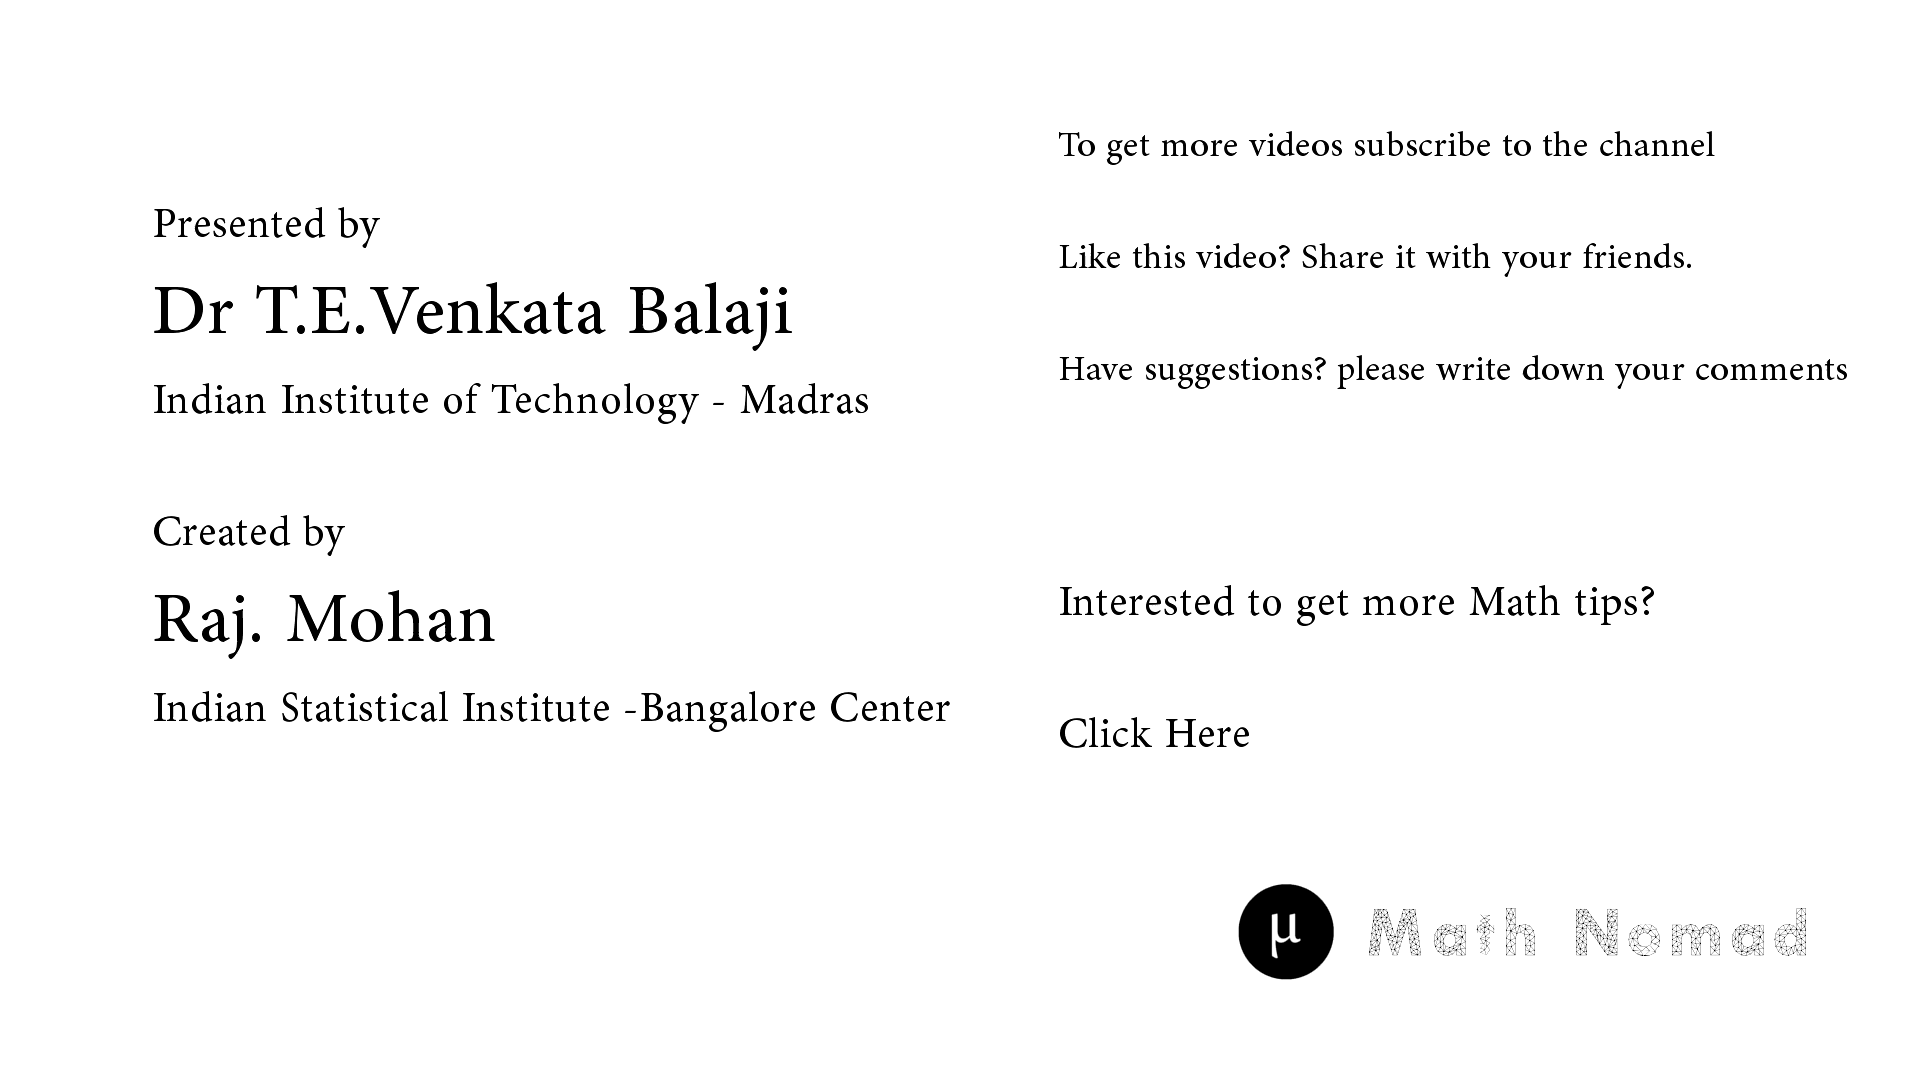 Presented by
Dr T.E.Venkata Balaji
Indian Institute of Technology - Madras
Created by
Raj. Mohan
Indian Statistical Institute -Bangalore Center
To get more videos subscribe to the channel
Like this video? Share it with your friends.
Have suggestions? please write down your comments
Interested to get more Math tips?
Click Here
μ Math Nomad